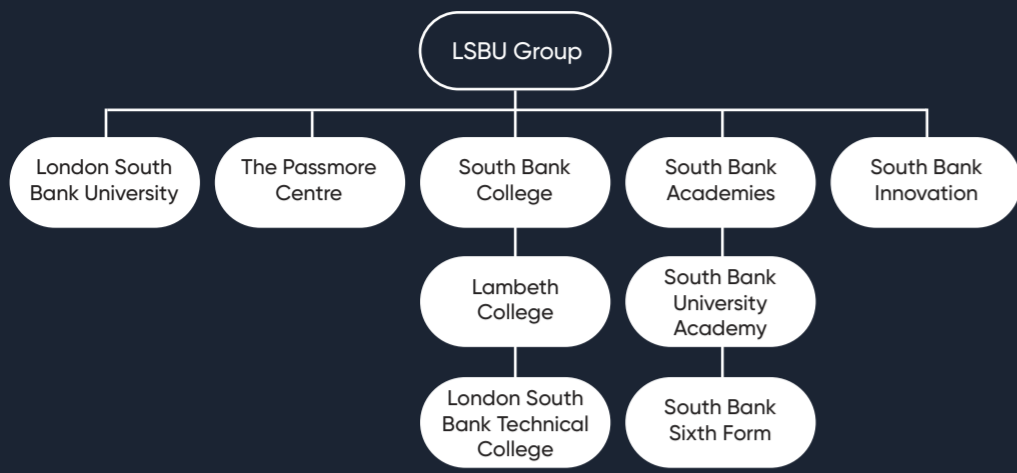 LSBU Group
London South
Bank University
The Passmore
Centre
South Bank
College
South Bank
Academies
South Bank
Innovation
Lambeth
College
South Bank
University
Academy
London South
Bank Technical
College
South Bank
Sixth Form